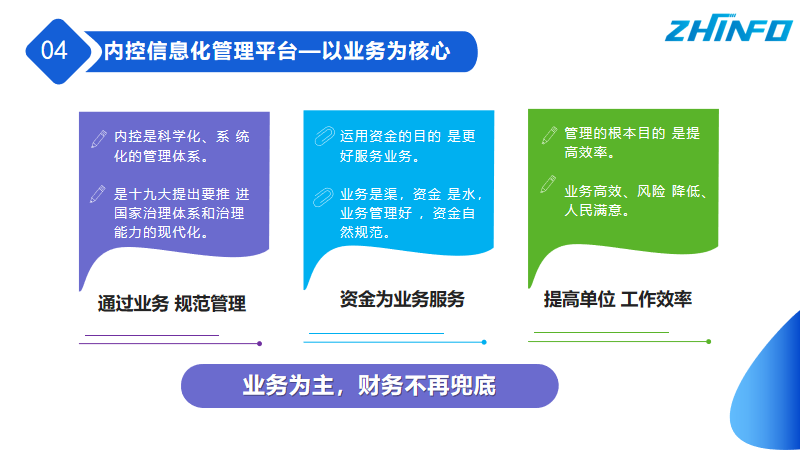 04
内控信息化管理平台—以业务为核心
ZHINFO
内控是科学化、系 统
化的管理体系。
是十九大提出要推 进
国家治理体系和治理
能力的现代化。
通过业务 规范管理
运用资金的目的 是更
好服务业务。
业务是渠，资金 是水，
业务管理好 ，资金自
然规范。
资金为业务服务
管理的根本目的 是提
高效率。
业务高效、风险 降低、
人民满意。
提高单位 工作效率
业务为主，财务不再兜底